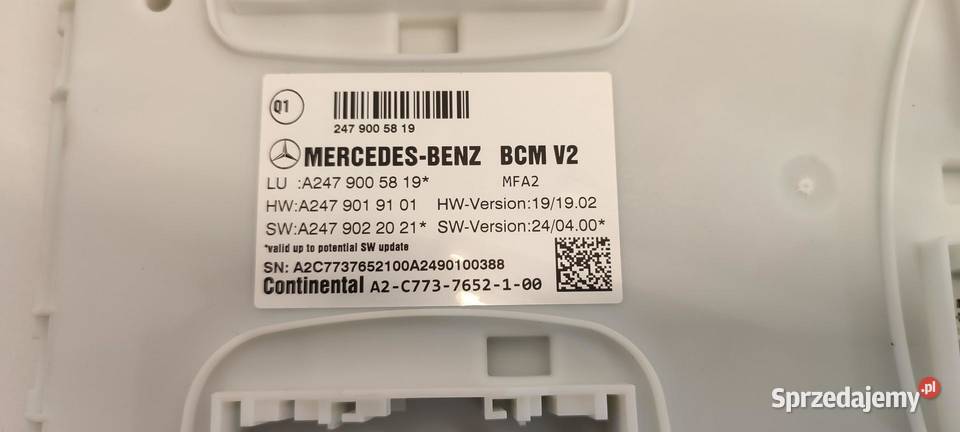 Q1
247 900 58 19
MERCEDES-BENZ BCM V2
LU :A247 900 58 19* MFA2
HW:A247 901 91 01 HW-Version:19/19.02
SW:A247 902 20 21* SW-Version:24/04.00*
*valid up to potential SW update
SN: A2C7737652100A2490100388
Continental A2-C773-7652-1-00
Sprzedajemy.pl